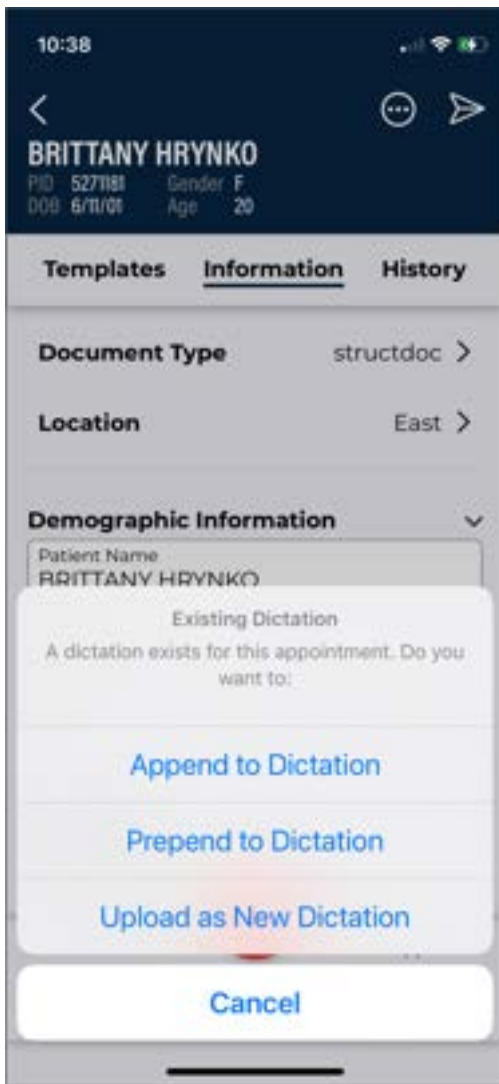 10:38
BRITTANY HRYNKO
PID 5271181 Gender F
DOB 6/11/01 Age 20
Templates Information History
Document Type structdoc
Location East
Demographic Information
Patient Name
BRITTANY HRYNKO
Existing Dictation
A dictation exists for this appointment. Do you
want to:
Append to Dictation
Prepend to Dictation
Upload as New Dictation
Cancel